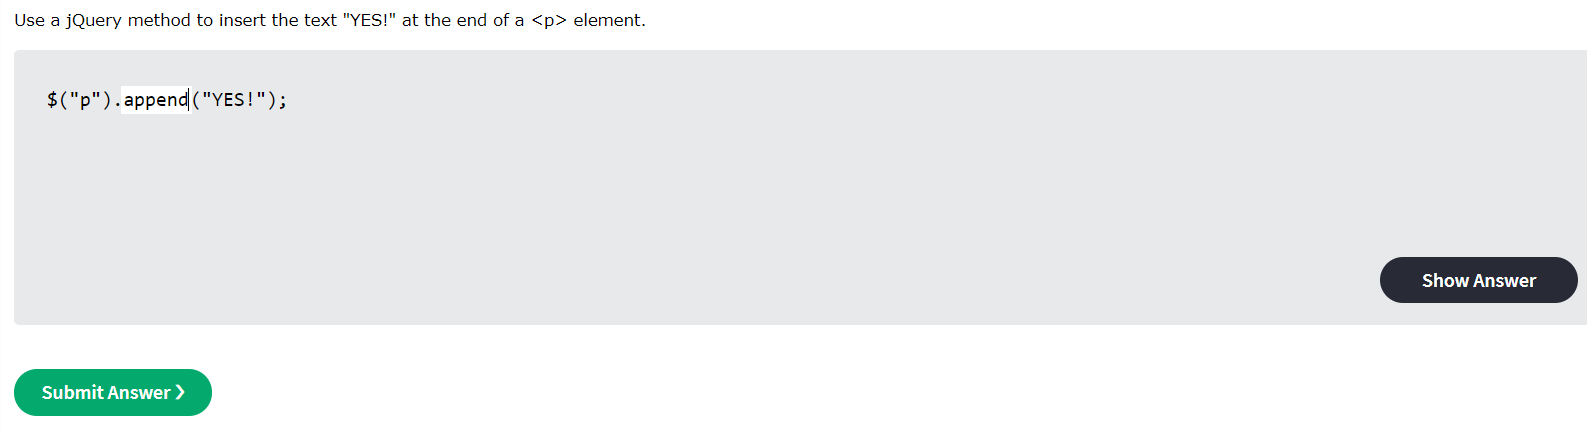 Use a jQuery method to insert the text "YES!" at the end of a <p> element.
$("p").append("YES!");
Show Answer
Submit Answer ❯